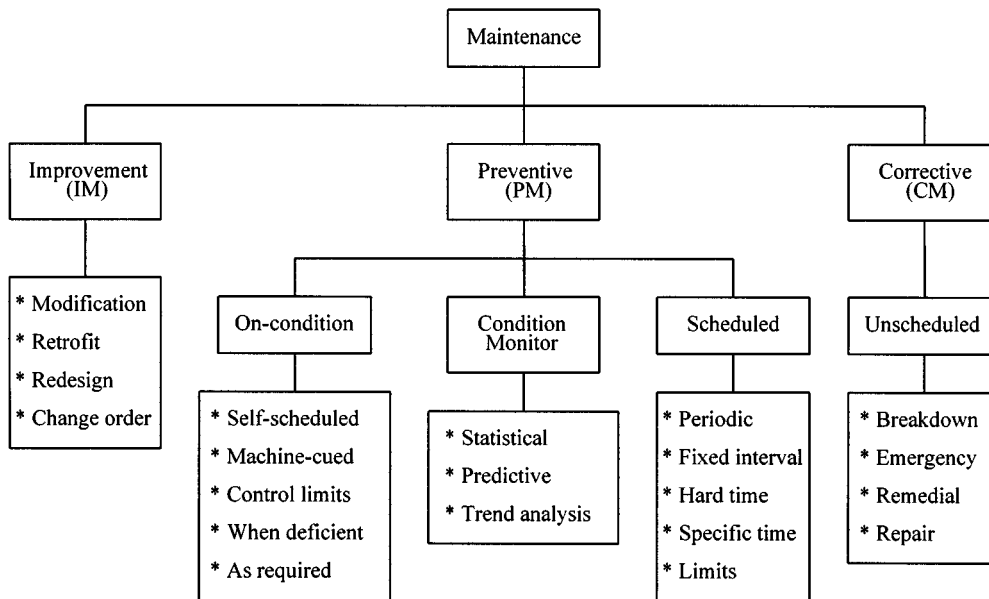 Maintenance
Improvement
(IM)
Preventive
(PM)
Corrective
(CM)
* Modification
* Retrofit
* Redesign
* Change order
On-condition
Condition
Monitor
Scheduled
Unscheduled
* Self-scheduled
* Machine-cued
* Control limits
* When deficient
* As required
* Statistical
* Predictive
* Trend analysis
* Periodic
* Fixed interval
* Hard time
* Specific time
* Limits
* Breakdown
* Emergency
* Remedial
* Repair